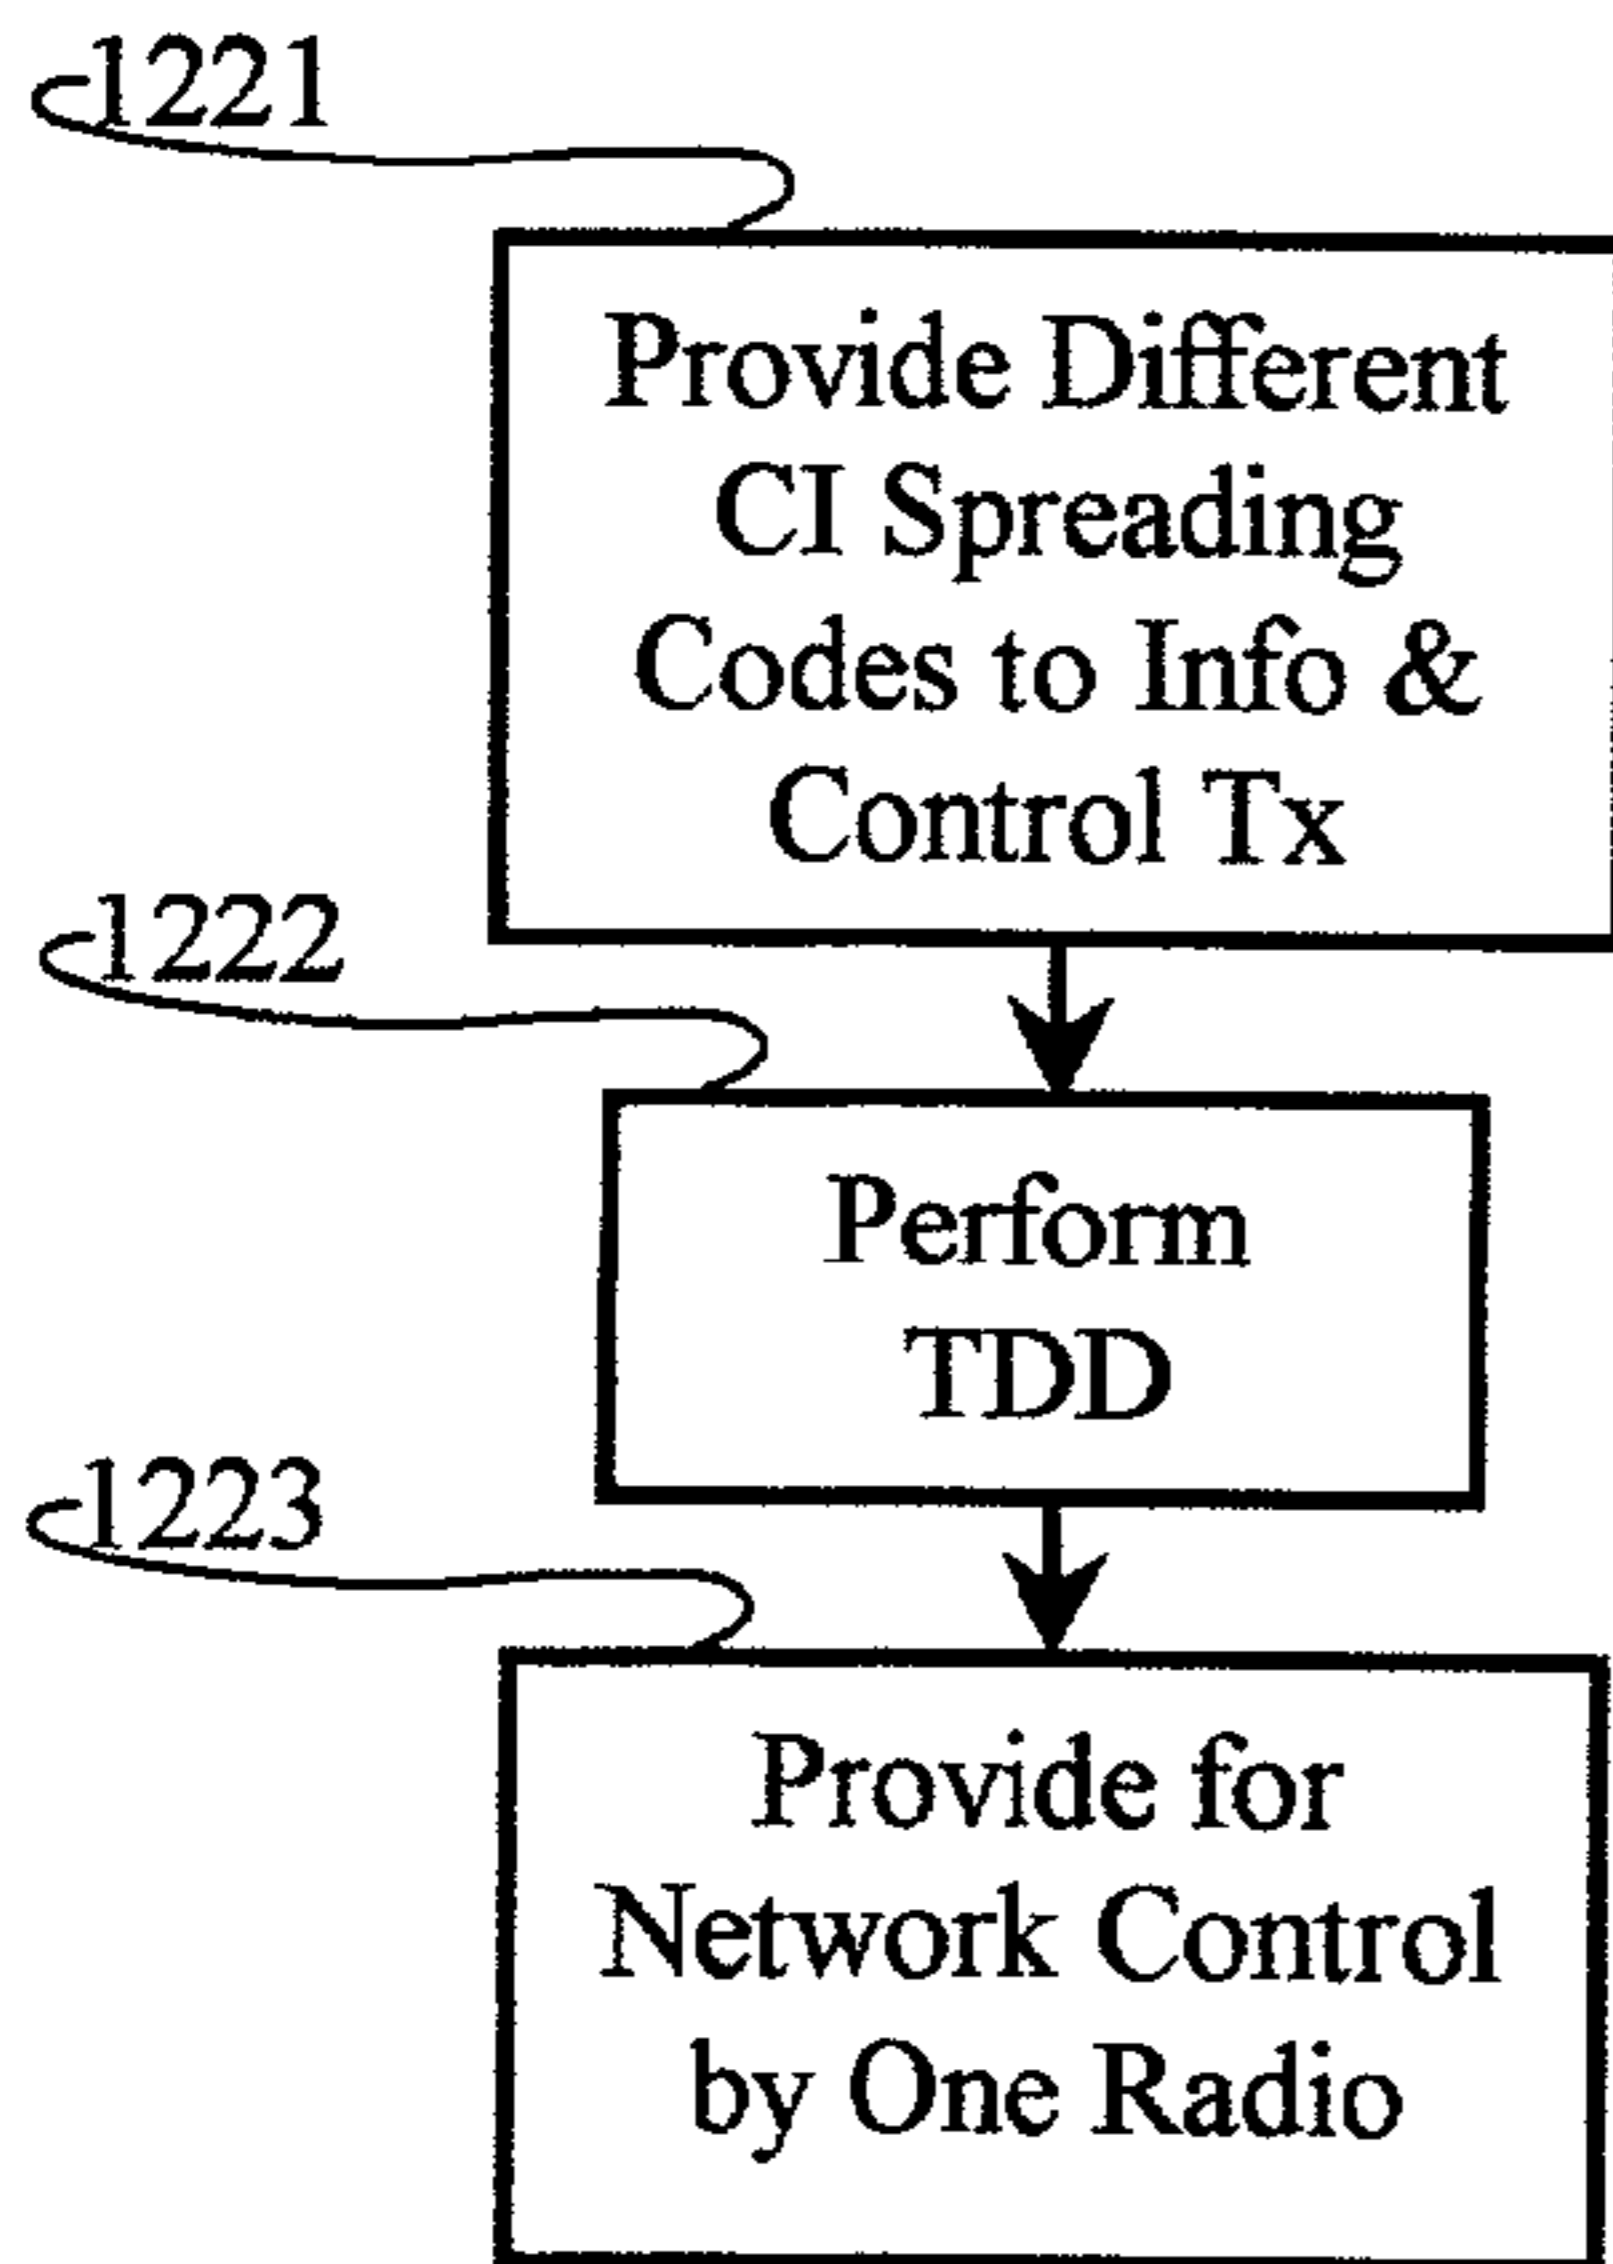 1221
Provide Different
CI Spreading
Codes to Info &
Control Tx
1222
Perform
TDD
1223
Provide for
Network Control
by One Radio